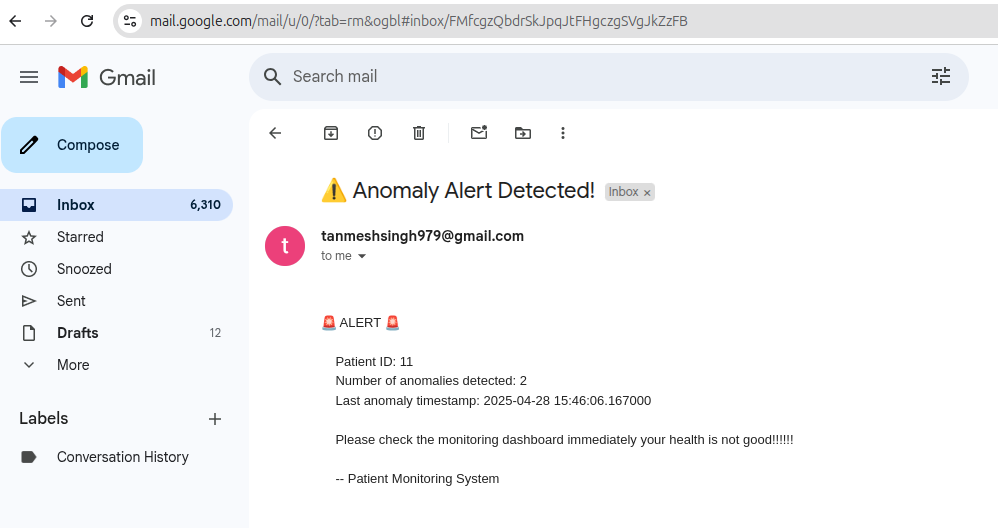 mail.google.com/mail/u/0/?tab=rm&ogbl#inbox/FMfcgzQbdrSkJpqJtFHgczgSVgJkZzFB
Gmail
Search mail
Compose
Inbox 6,310
Starred
Snoozed
Sent
Drafts 12
More
Labels
Conversation History
⚠️ Anomaly Alert Detected! Inbox ×
t
tanmeshsingh979@gmail.com
to me
🚨 ALERT 🚨
Patient ID: 11
Number of anomalies detected: 2
Last anomaly timestamp: 2025-04-28 15:46:06.167000
Please check the monitoring dashboard immediately your health is not good!!!!!!
-- Patient Monitoring System